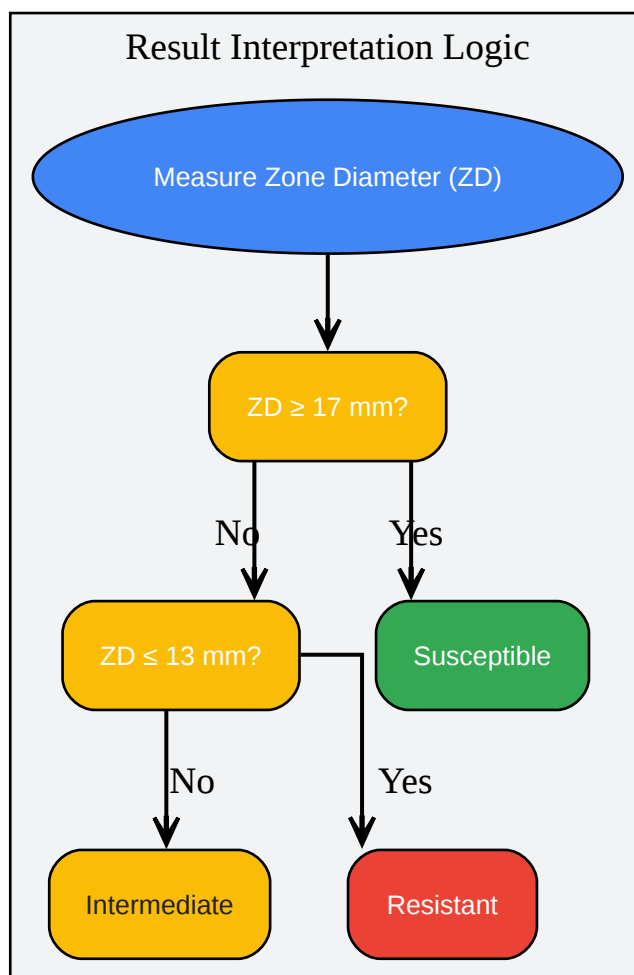 Result Interpretation Logic
Measure Zone Diameter (ZD)
ZD ≥ 17 mm?
No
Yes
ZD ≤ 13 mm?
Susceptible
No
Yes
Intermediate
Resistant